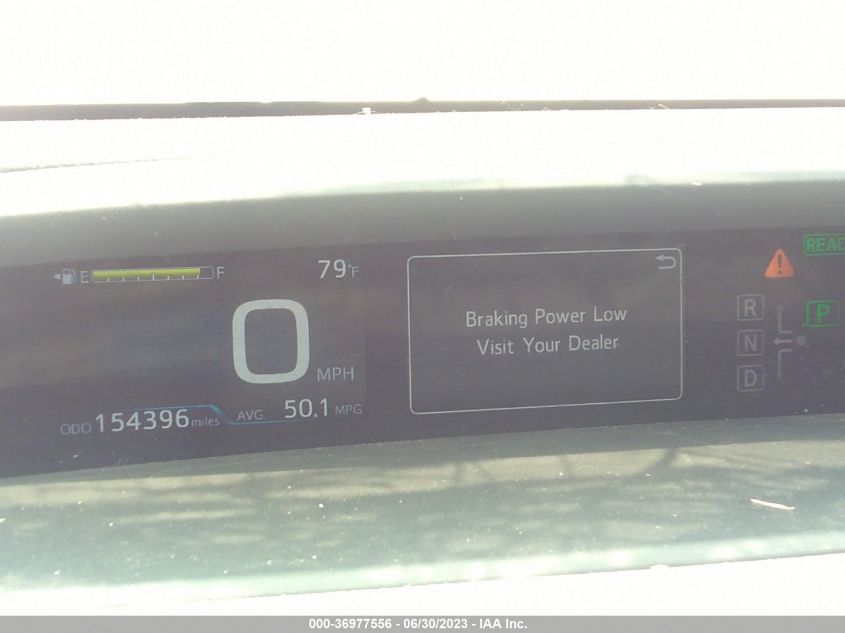 E F
79°F
0 MPH
ODO 154396 miles
AVG. 50.1 MPG
Braking Power Low
Visit Your Dealer
READ
R
N
D
P
000-36977556 - 06/30/2023 - IAA Inc.